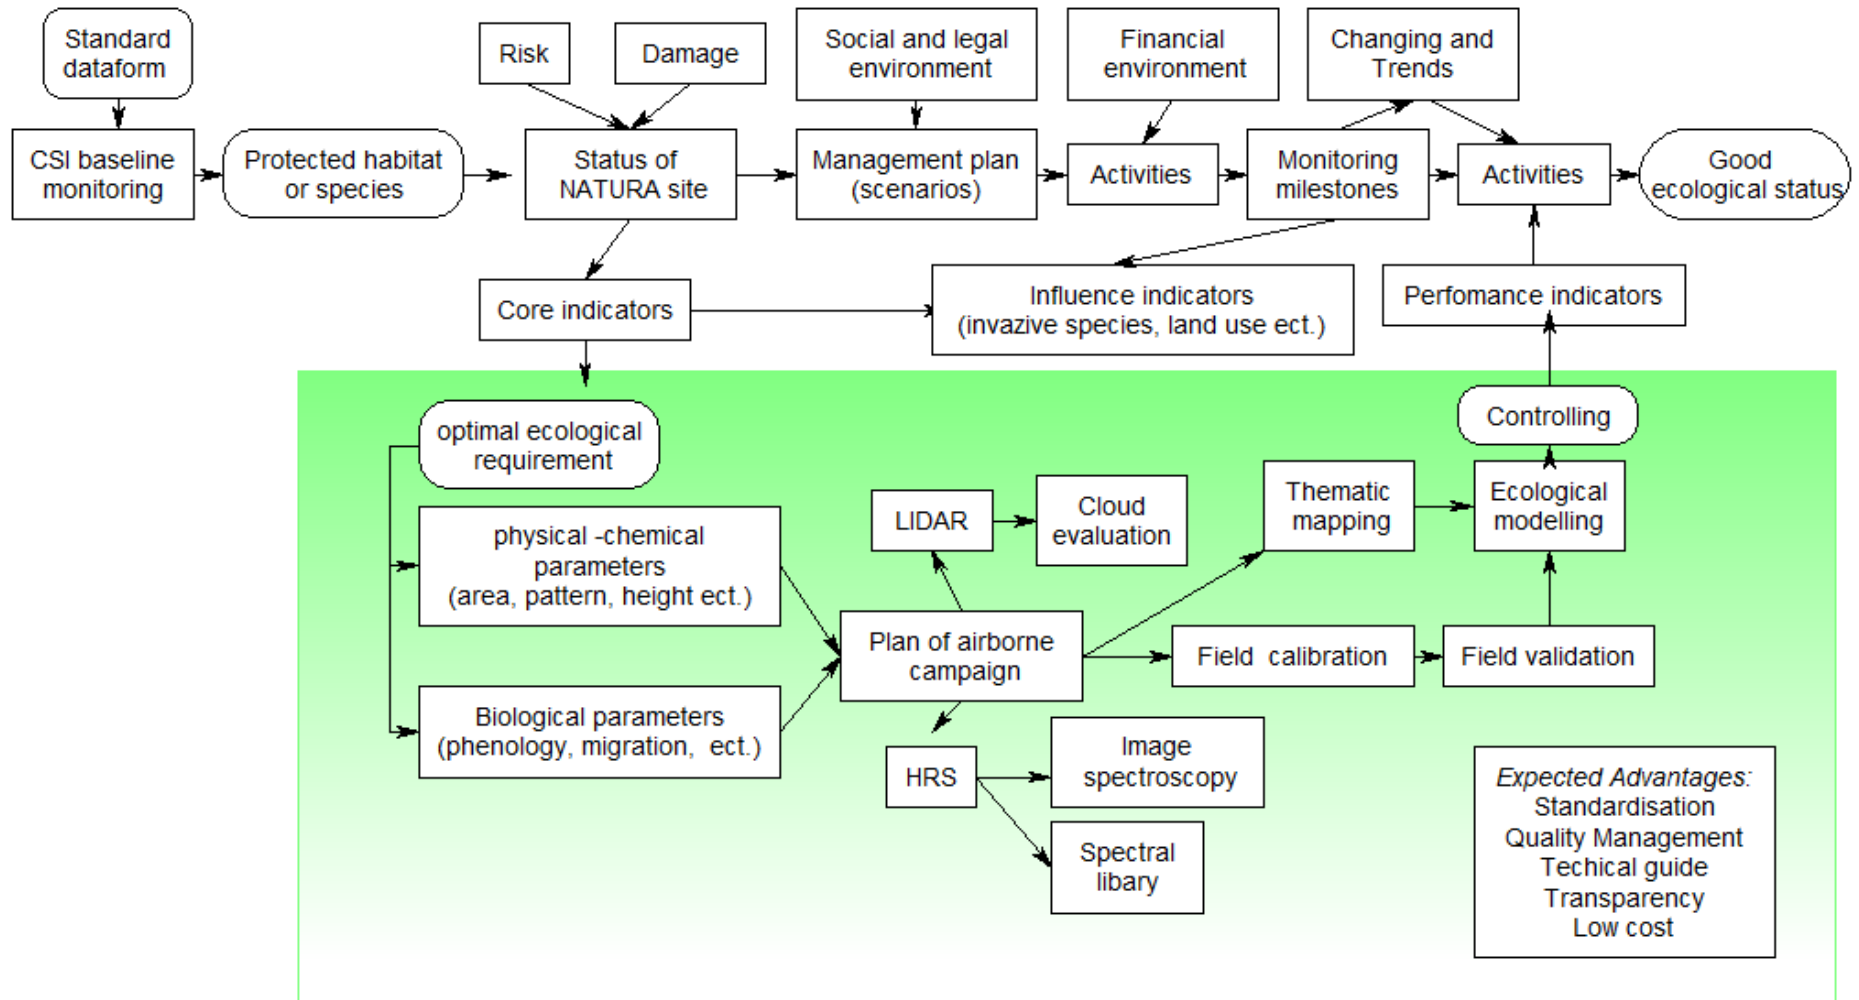 Standard
dataform
Risk
Damage
Social and legal
environment
Financial
environment
Changing and
Trends
CSI baseline
monitoring
Protected habitat
or species
Status of
NATURA site
Management plan
(scenarios)
Activities
Monitoring
milestones
Activities
Good
ecological status
Core indicators
Influence indicators
(invazive species, land use ect.)
Perfomance indicators
Controlling
optimal ecological
requirement
LIDAR
Cloud
evaluation
Thematic
mapping
Ecological
modelling
physical -chemical
parameters
(area, pattern, height ect.)
Plan of airborne
campaign
Field  calibration
Field validation
Biological parameters
(phenology, migration,  ect.)
HRS
Image
spectroscopy
Spectral
libary
Expected Advantages:
Standardisation
Quality Management
Techical guide
Transparency
Low cost